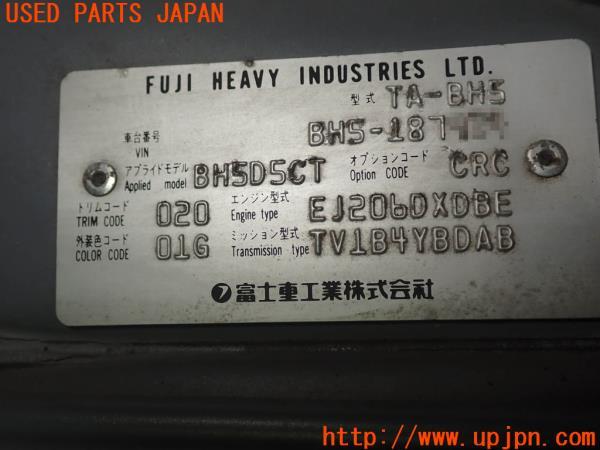 USED PARTS JAPAN
FUJI HEAVY INDUSTRIES LTD.
型式 TA-BH5
車台番号 VIN BH5-187
アプライドモデル Applied model BH5D5CT オプションコード Option CODE CRC
トリムコード TRIM CODE 020 エンジン型式 Engine type EJ206DXDBE
外装色コード COLOR CODE 01G ミッション型式 Transmission type TV1B4YBDAB
富士重工業株式会社
http://www.upjpn.com